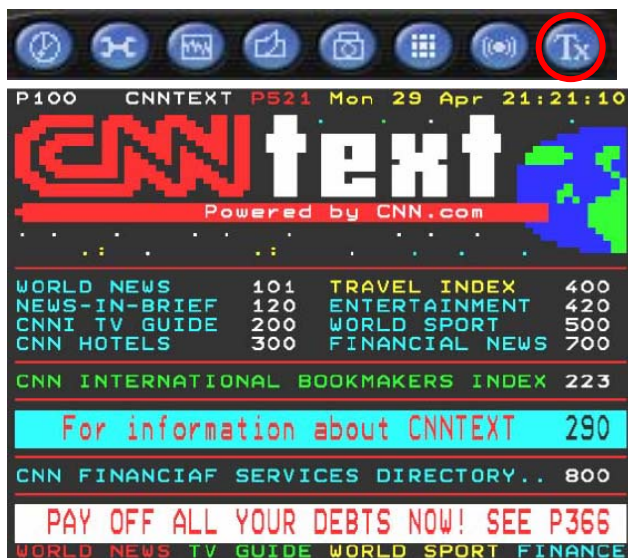 Tx
P100 CNNTEXT P521 Mon 29 Apr 21:21:10
CNN text
Powered by CNN.com
WORLD NEWS 101 TRAVEL INDEX 400
NEWS-IN-BRIEF 120 ENTERTAINMENT 420
CNNI TV GUIDE 200 WORLD SPORT 500
CNN HOTELS 300 FINANCIAL NEWS 700
CNN INTERNATIONAL BOOKMAKERS INDEX 223
For information about CNNTEXT 290
CNN FINANCIAF SERVICES DIRECTORY.. 800
PAY OFF ALL YOUR DEBTS NOW! SEE P366
WORLD NEWS TV GUIDE WORLD SPORT FINANCE